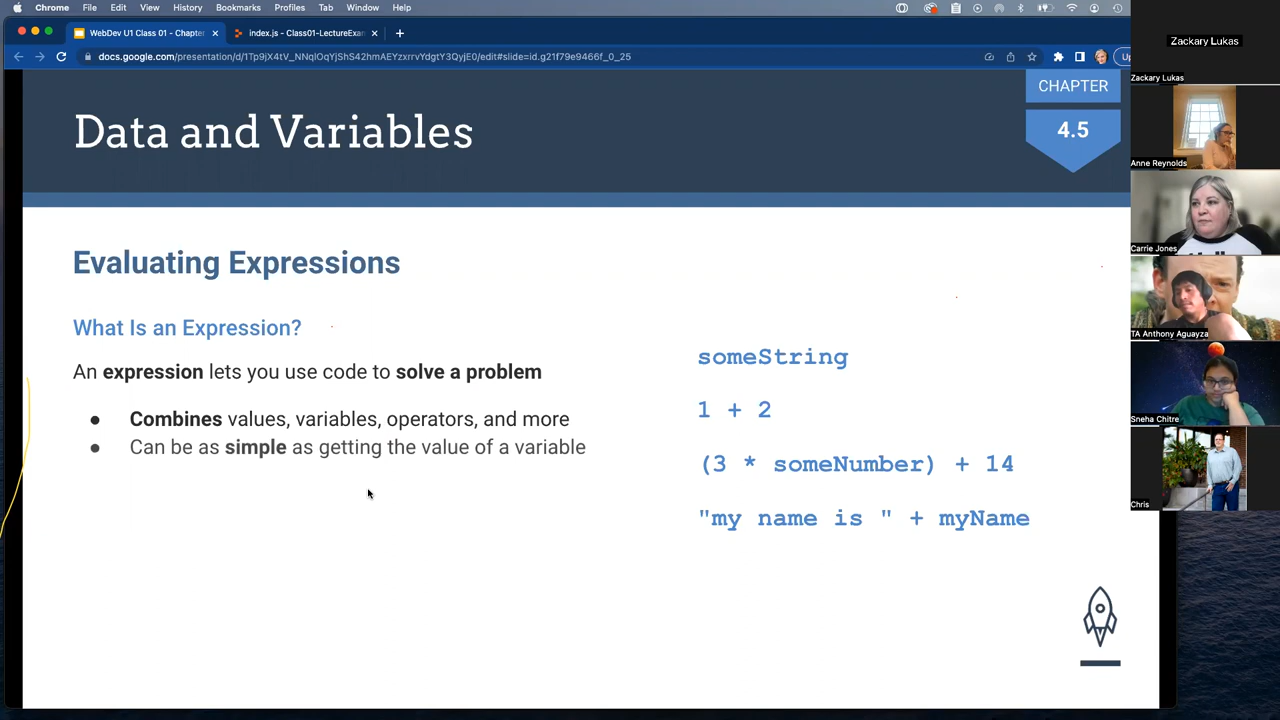 Chrome File Edit View History Bookmarks Profiles Tab Window Help
WebDev U1 Class 01 - Chapter
index.js - Class01-LectureExan
docs.google.com/presentation/d/1Tp9jX4tV_NNqlOqYjShS42hmAEYzxrrvYdgtY3QyjE0/edit#slide=id.g21f79e9466f_0_25
Data and Variables
CHAPTER
4.5
Evaluating Expressions
What Is an Expression?
An expression lets you use code to solve a problem
● Combines values, variables, operators, and more
● Can be as simple as getting the value of a variable
someString
1 + 2
(3 * someNumber) + 14
"my name is " + myName
Zackary Lukas
Zackary Lukas
Anne Reynolds
Carrie Jones
TA Anthony Aguayza
Sneha Chitre
Chris